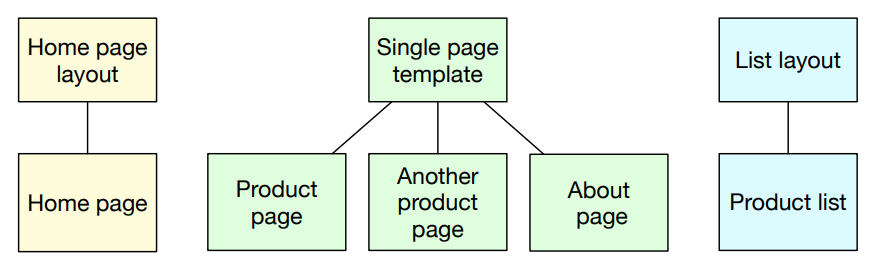 Home page
layout
Single page
template
List layout
Home page
Product
page
Another
product
page
About
page
Product list